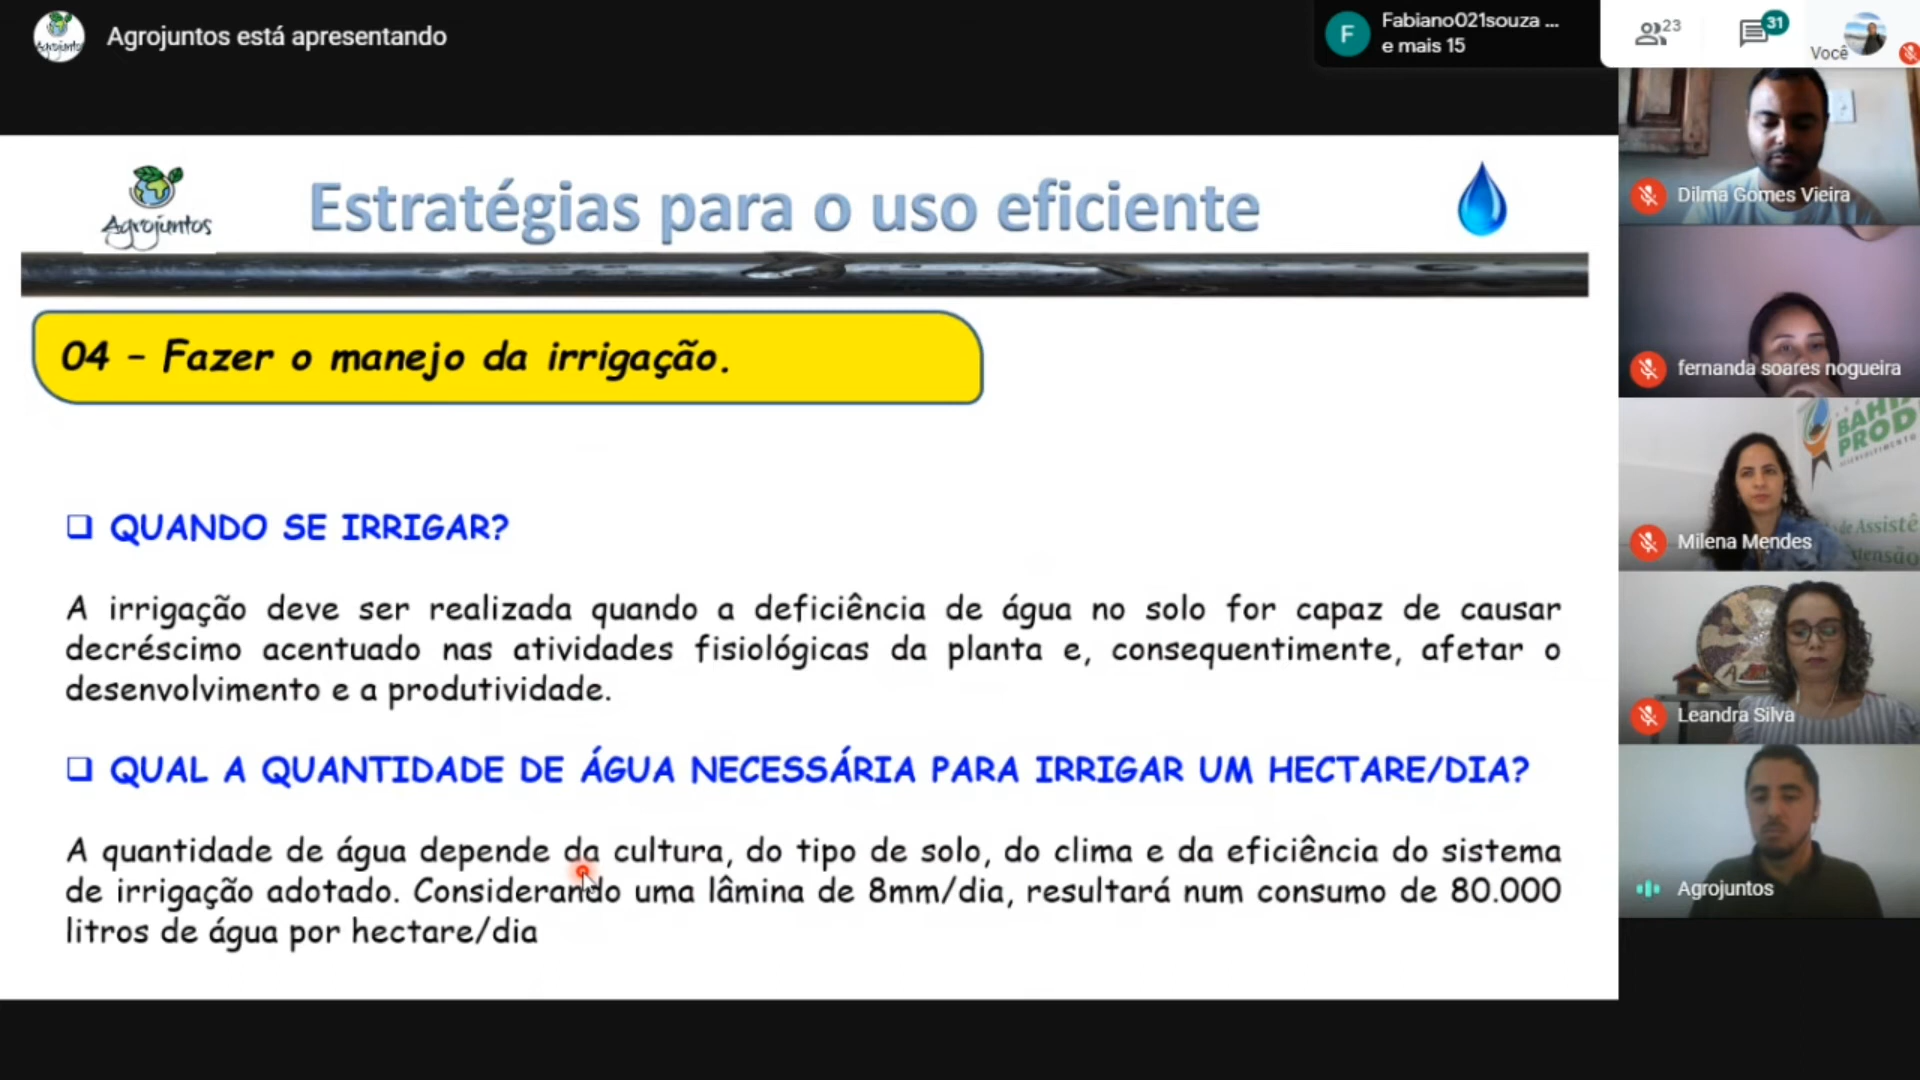 Agrojuntos está apresentando
F
Fabiano021souza ...
e mais 15
23
31
Você
Agrojuntos
Estratégias para o uso eficiente
04 - Fazer o manejo da irrigação.
QUANDO SE IRRIGAR?
A irrigação deve ser realizada quando a deficiência de água no solo for capaz de causar
decréscimo acentuado nas atividades fisiológicas da planta e, consequentimente, afetar o
desenvolvimento e a produtividade.
QUAL A QUANTIDADE DE ÁGUA NECESSÁRIA PARA IRRIGAR UM HECTARE/DIA?
A quantidade de água depende da cultura, do tipo de solo, do clima e da eficiência do sistema
de irrigação adotado. Considerando uma lâmina de 8mm/dia, resultará num consumo de 80.000
litros de água por hectare/dia
Dilma Gomes Vieira
fernanda soares nogueira
BAHIA
PROD
de Assistê
Milena Mendes
xtensão
Leandra Silva
Agrojuntos